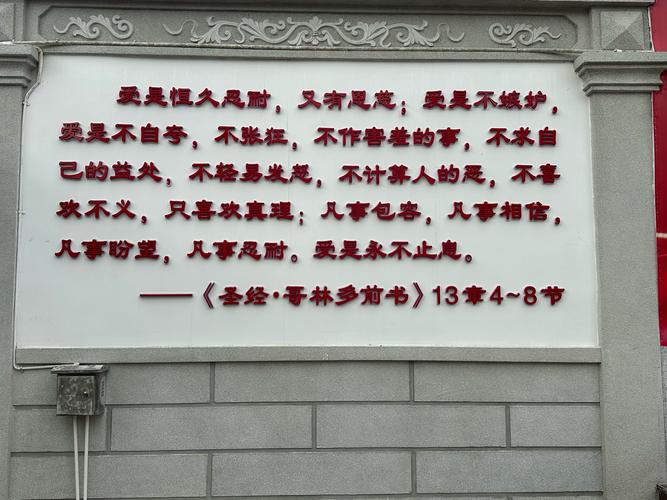 爱是恒久忍耐，又有恩慈；爱是不嫉妒，
爱是不自夸，不张狂，不作害羞的事，不求自
己的益处，不轻易发怒，不计算人的恶，不喜
欢不义，只喜欢真理；凡事包容，凡事相信，
凡事盼望，凡事忍耐。爱是永不止息。
——《圣经·哥林多前书》13章4~8节